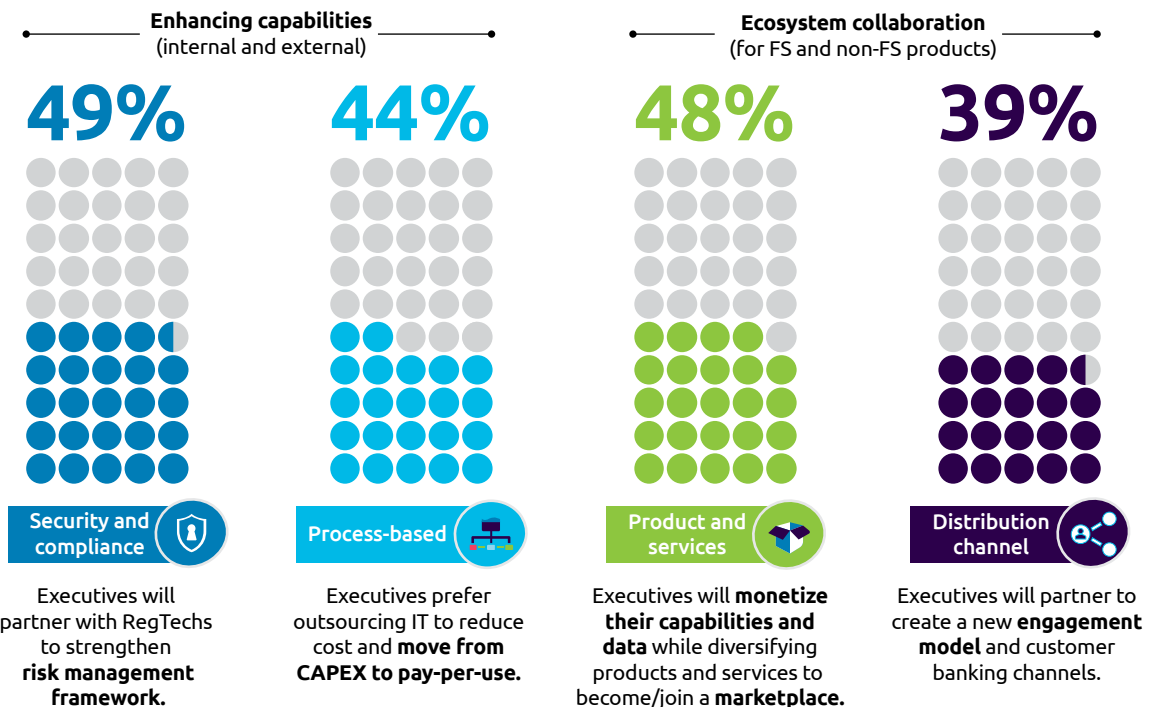 Enhancing capabilities
(internal and external)
Ecosystem collaboration
(for FS and non-FS products)
49%
44%
48%
39%
Security and
compliance
Process-based
Product and
services
Distribution
channel
Executives will
partner with RegTechs
to strengthen
risk management
framework.
Executives prefer
outsourcing IT to reduce
cost and move from
CAPEX to pay-per-use.
Executives will monetize
their capabilities and
data while diversifying
products and services to
become/join a marketplace.
Executives will partner to
create a new engagement
model and customer
banking channels.